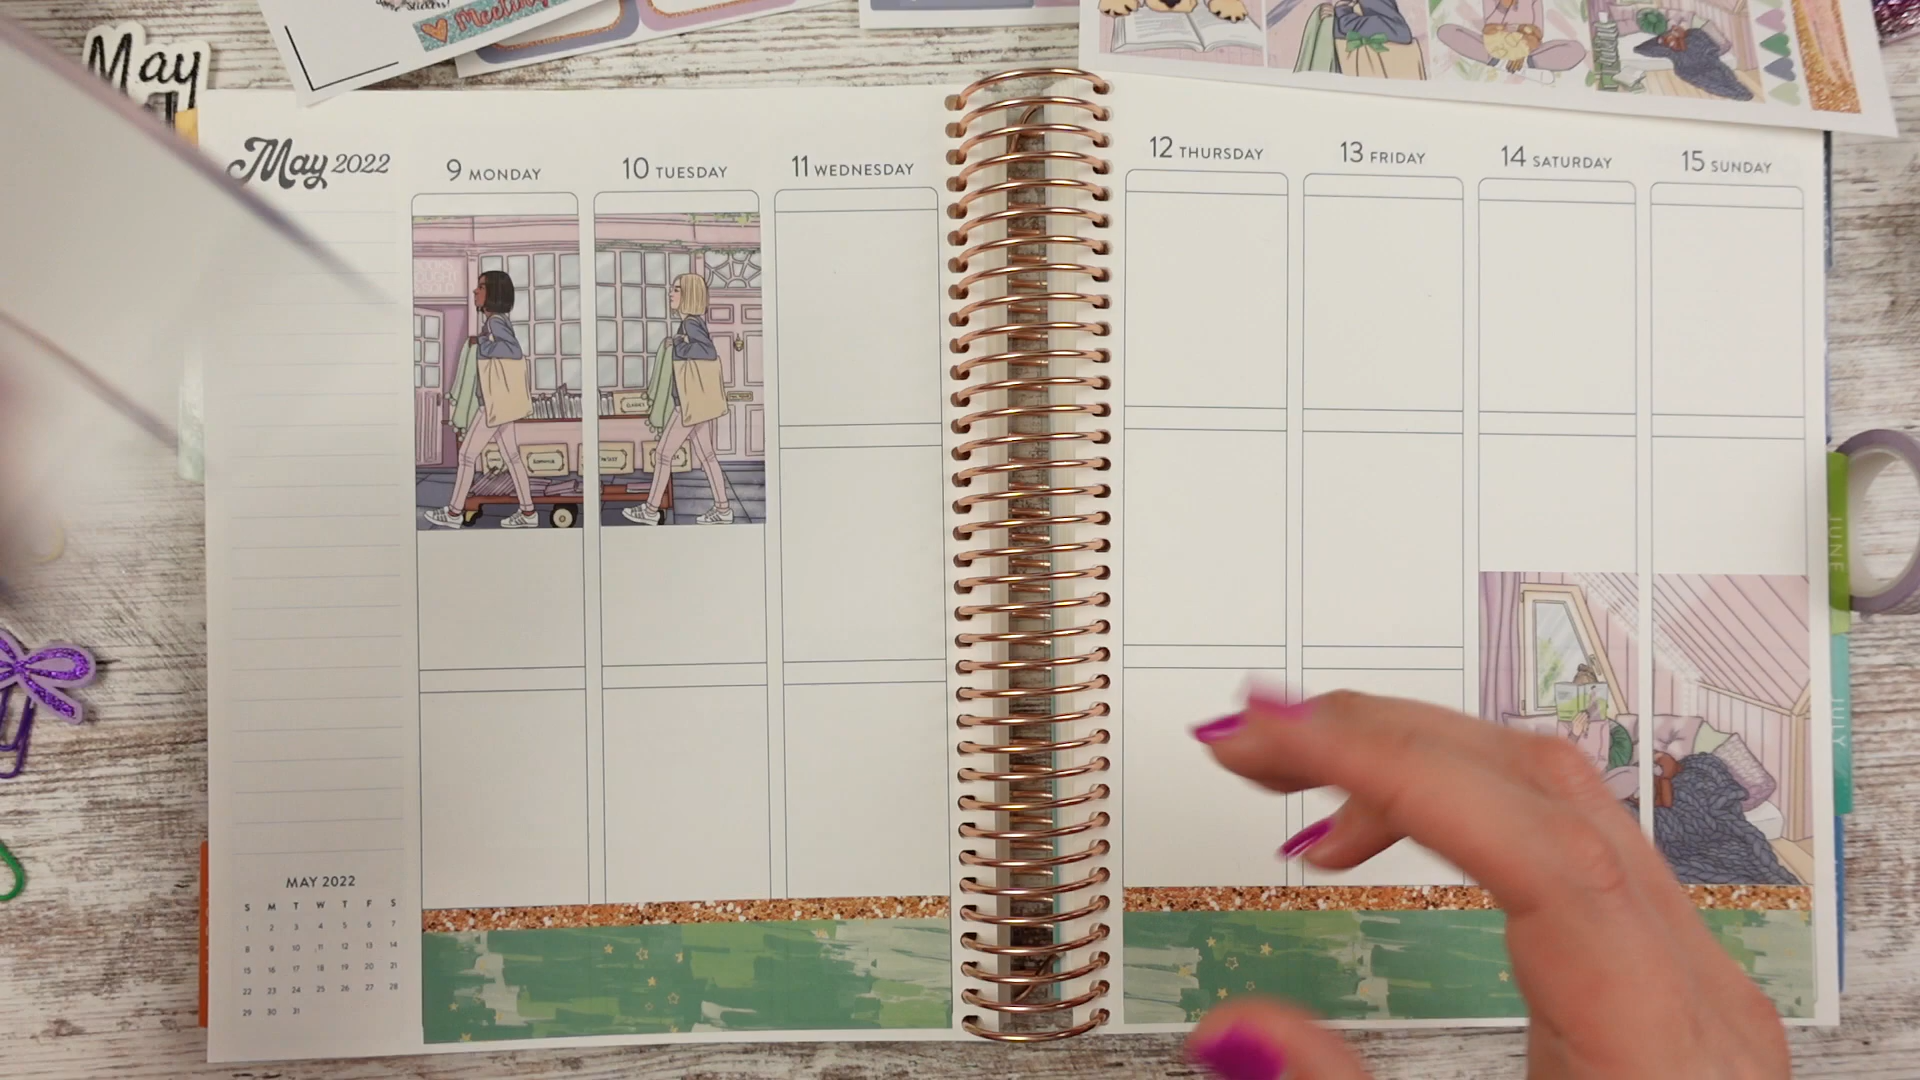 May
Meeting
May 2022
9 MONDAY
10 TUESDAY
11 WEDNESDAY
12 THURSDAY
13 FRIDAY
14 SATURDAY
15 SUNDAY
JUNE
JULY
MAY 2022
S M T W T F S
1 2 3 4 5 6 7
8 9 10 11 12 13 14
15 16 17 18 19 20 21
22 23 24 25 26 27 28
29 30 31